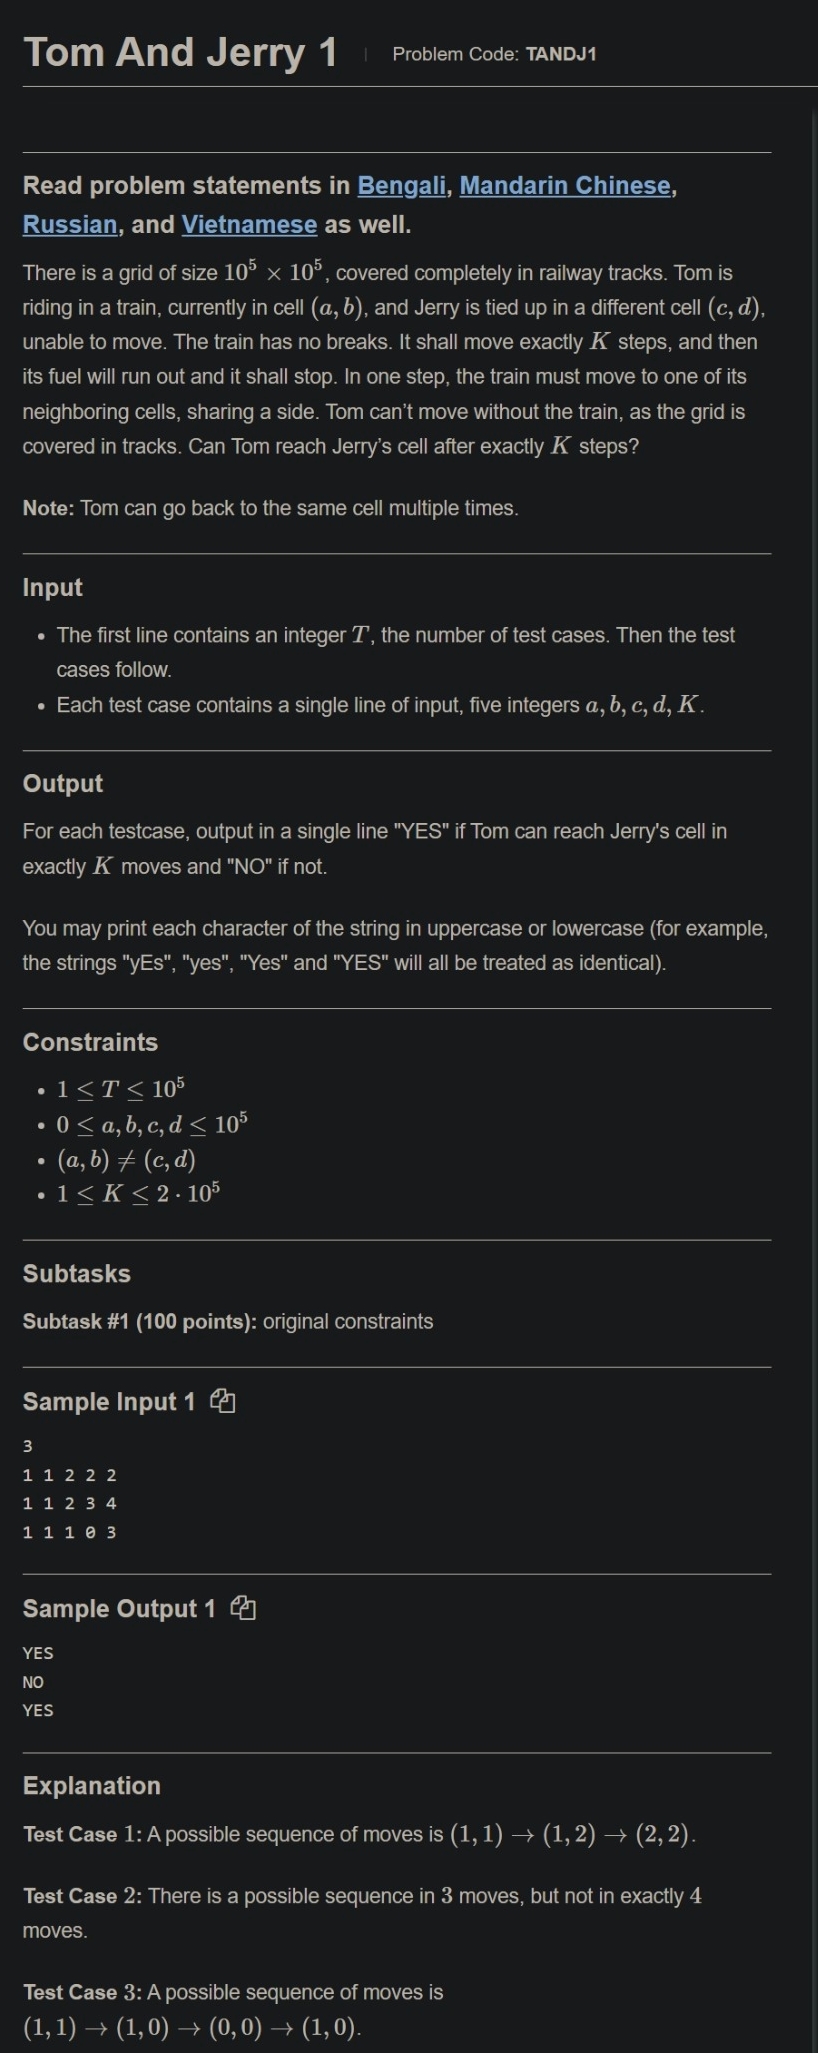 Tom And Jerry 1 | Problem Code: TANDJ1
Read problem statements in Bengali, Mandarin Chinese,
Russian, and Vietnamese as well.
There is a grid of size 10^5 × 10^5, covered completely in railway tracks. Tom is
riding in a train, currently in cell (a, b), and Jerry is tied up in a different cell (c, d),
unable to move. The train has no breaks. It shall move exactly K steps, and then
its fuel will run out and it shall stop. In one step, the train must move to one of its
neighboring cells, sharing a side. Tom can’t move without the train, as the grid is
covered in tracks. Can Tom reach Jerry’s cell after exactly K steps?
Note: Tom can go back to the same cell multiple times.
Input
• The first line contains an integer T, the number of test cases. Then the test
cases follow.
• Each test case contains a single line of input, five integers a, b, c, d, K.
Output
For each testcase, output in a single line "YES" if Tom can reach Jerry's cell in
exactly K moves and "NO" if not.
You may print each character of the string in uppercase or lowercase (for example,
the strings "yEs", "yes", "Yes" and "YES" will all be treated as identical).
Constraints
• 1 ≤ T ≤ 10^5
• 0 ≤ a, b, c, d ≤ 10^5
• (a, b) ≠ (c, d)
• 1 ≤ K ≤ 2 · 10^5
Subtasks
Subtask #1 (100 points): original constraints
Sample Input 1
3
1 1 2 2 2
1 1 2 3 4
1 1 1 0 3
Sample Output 1
YES
NO
YES
Explanation
Test Case 1: A possible sequence of moves is (1, 1) → (1, 2) → (2, 2).
Test Case 2: There is a possible sequence in 3 moves, but not in exactly 4
moves.
Test Case 3: A possible sequence of moves is
(1, 1) → (1, 0) → (0, 0) → (1, 0).